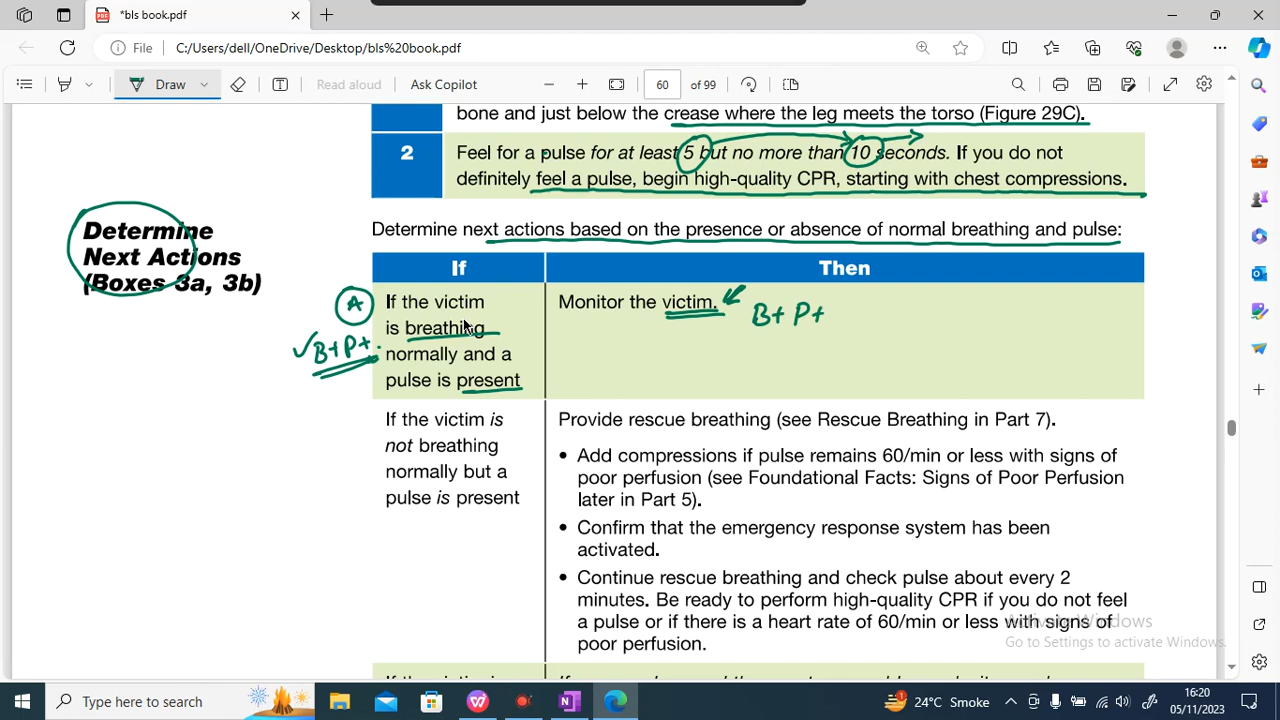 *bls book.pdf
File
C:/Users/dell/OneDrive/Desktop/bls%20book.pdf
Draw
Read aloud
Ask Copilot
60
of 99
bone and just below the crease where the leg meets the torso (Figure 29C).
2
Feel for a pulse for at least 5 but no more than 10 seconds. If you do not
definitely feel a pulse, begin high-quality CPR, starting with chest compressions.
Determine
Next Actions
(Boxes 3a, 3b)
Determine next actions based on the presence or absence of normal breathing and pulse:
If
Then
A
B+ P+
If the victim
is breathing
normally and a
pulse is present
Monitor the victim.
B+ P+
If the victim is
not breathing
normally but a
pulse is present
Provide rescue breathing (see Rescue Breathing in Part 7).
• Add compressions if pulse remains 60/min or less with signs of
poor perfusion (see Foundational Facts: Signs of Poor Perfusion
later in Part 5).
• Confirm that the emergency response system has been
activated.
• Continue rescue breathing and check pulse about every 2
minutes. Be ready to perform high-quality CPR if you do not feel
a pulse or if there is a heart rate of 60/min or less with signs of
poor perfusion.
Activate Windows
Go to Settings to activate Windows.
Type here to search
24°C Smoke
16:20
05/11/2023